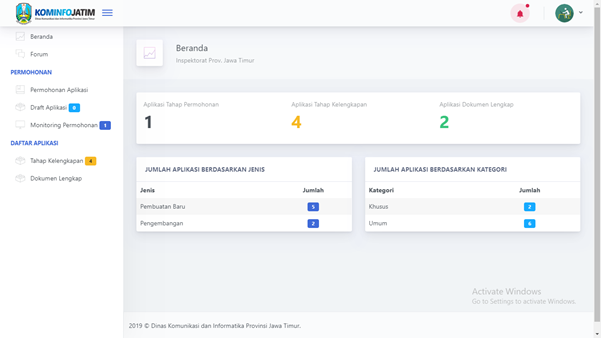 KOMINFOJATIM
Dinas Komunikasi dan Informatika Provinsi Jawa Timur
Beranda
Forum
PERMOHONAN
Permohonan Aplikasi
Draft Aplikasi 0
Monitoring Permohonan 1
DAFTAR APLIKASI
Tahap Kelengkapan 4
Dokumen Lengkap
Beranda
Inspektorat Prov. Jawa Timur
Aplikasi Tahap Permohonan
1
Aplikasi Tahap Kelengkapan
4
Aplikasi Dokumen Lengkap
2
JUMLAH APLIKASI BERDASARKAN JENIS
Jenis Jumlah
Pembuatan Baru 5
Pengembangan 2
JUMLAH APLIKASI BERDASARKAN KATEGORI
Kategori Jumlah
Khusus 2
Umum 6
Activate Windows
Go to Settings to activate Windows.
2019 © Dinas Komunikasi dan Informatika Provinsi Jawa Timur.